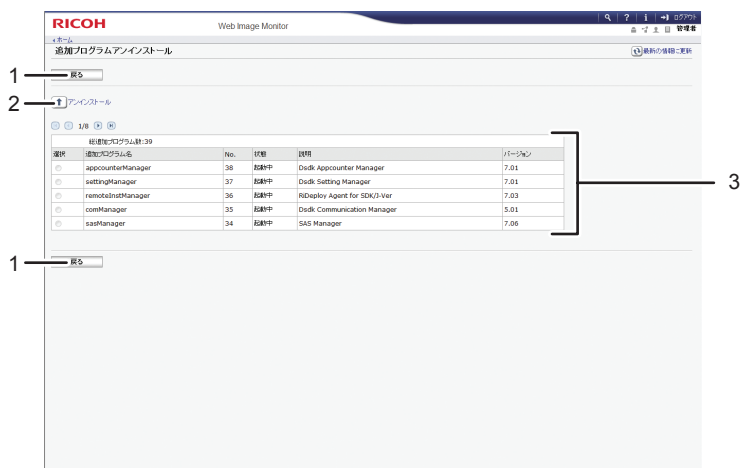 RICOH
Web Image Monitor
? i ログアウト
管理者
ホーム
追加プログラムアンインストール
最新の情報に更新
1
戻る
2
アンインストール
1/8
総追加プログラム数:39
選択 追加プログラム名 No. 状態 説明 バージョン
appcounterManager 38 起動中 Dsdk Appcounter Manager 7.01
settingManager 37 起動中 Dsdk Setting Manager 7.01
remoteInstManager 36 起動中 RiDeploy Agent for SDK/J-Ver 7.03
comManager 35 起動中 Dsdk Communication Manager 5.01
sasManager 34 起動中 SAS Manager 7.06
3
1
戻る